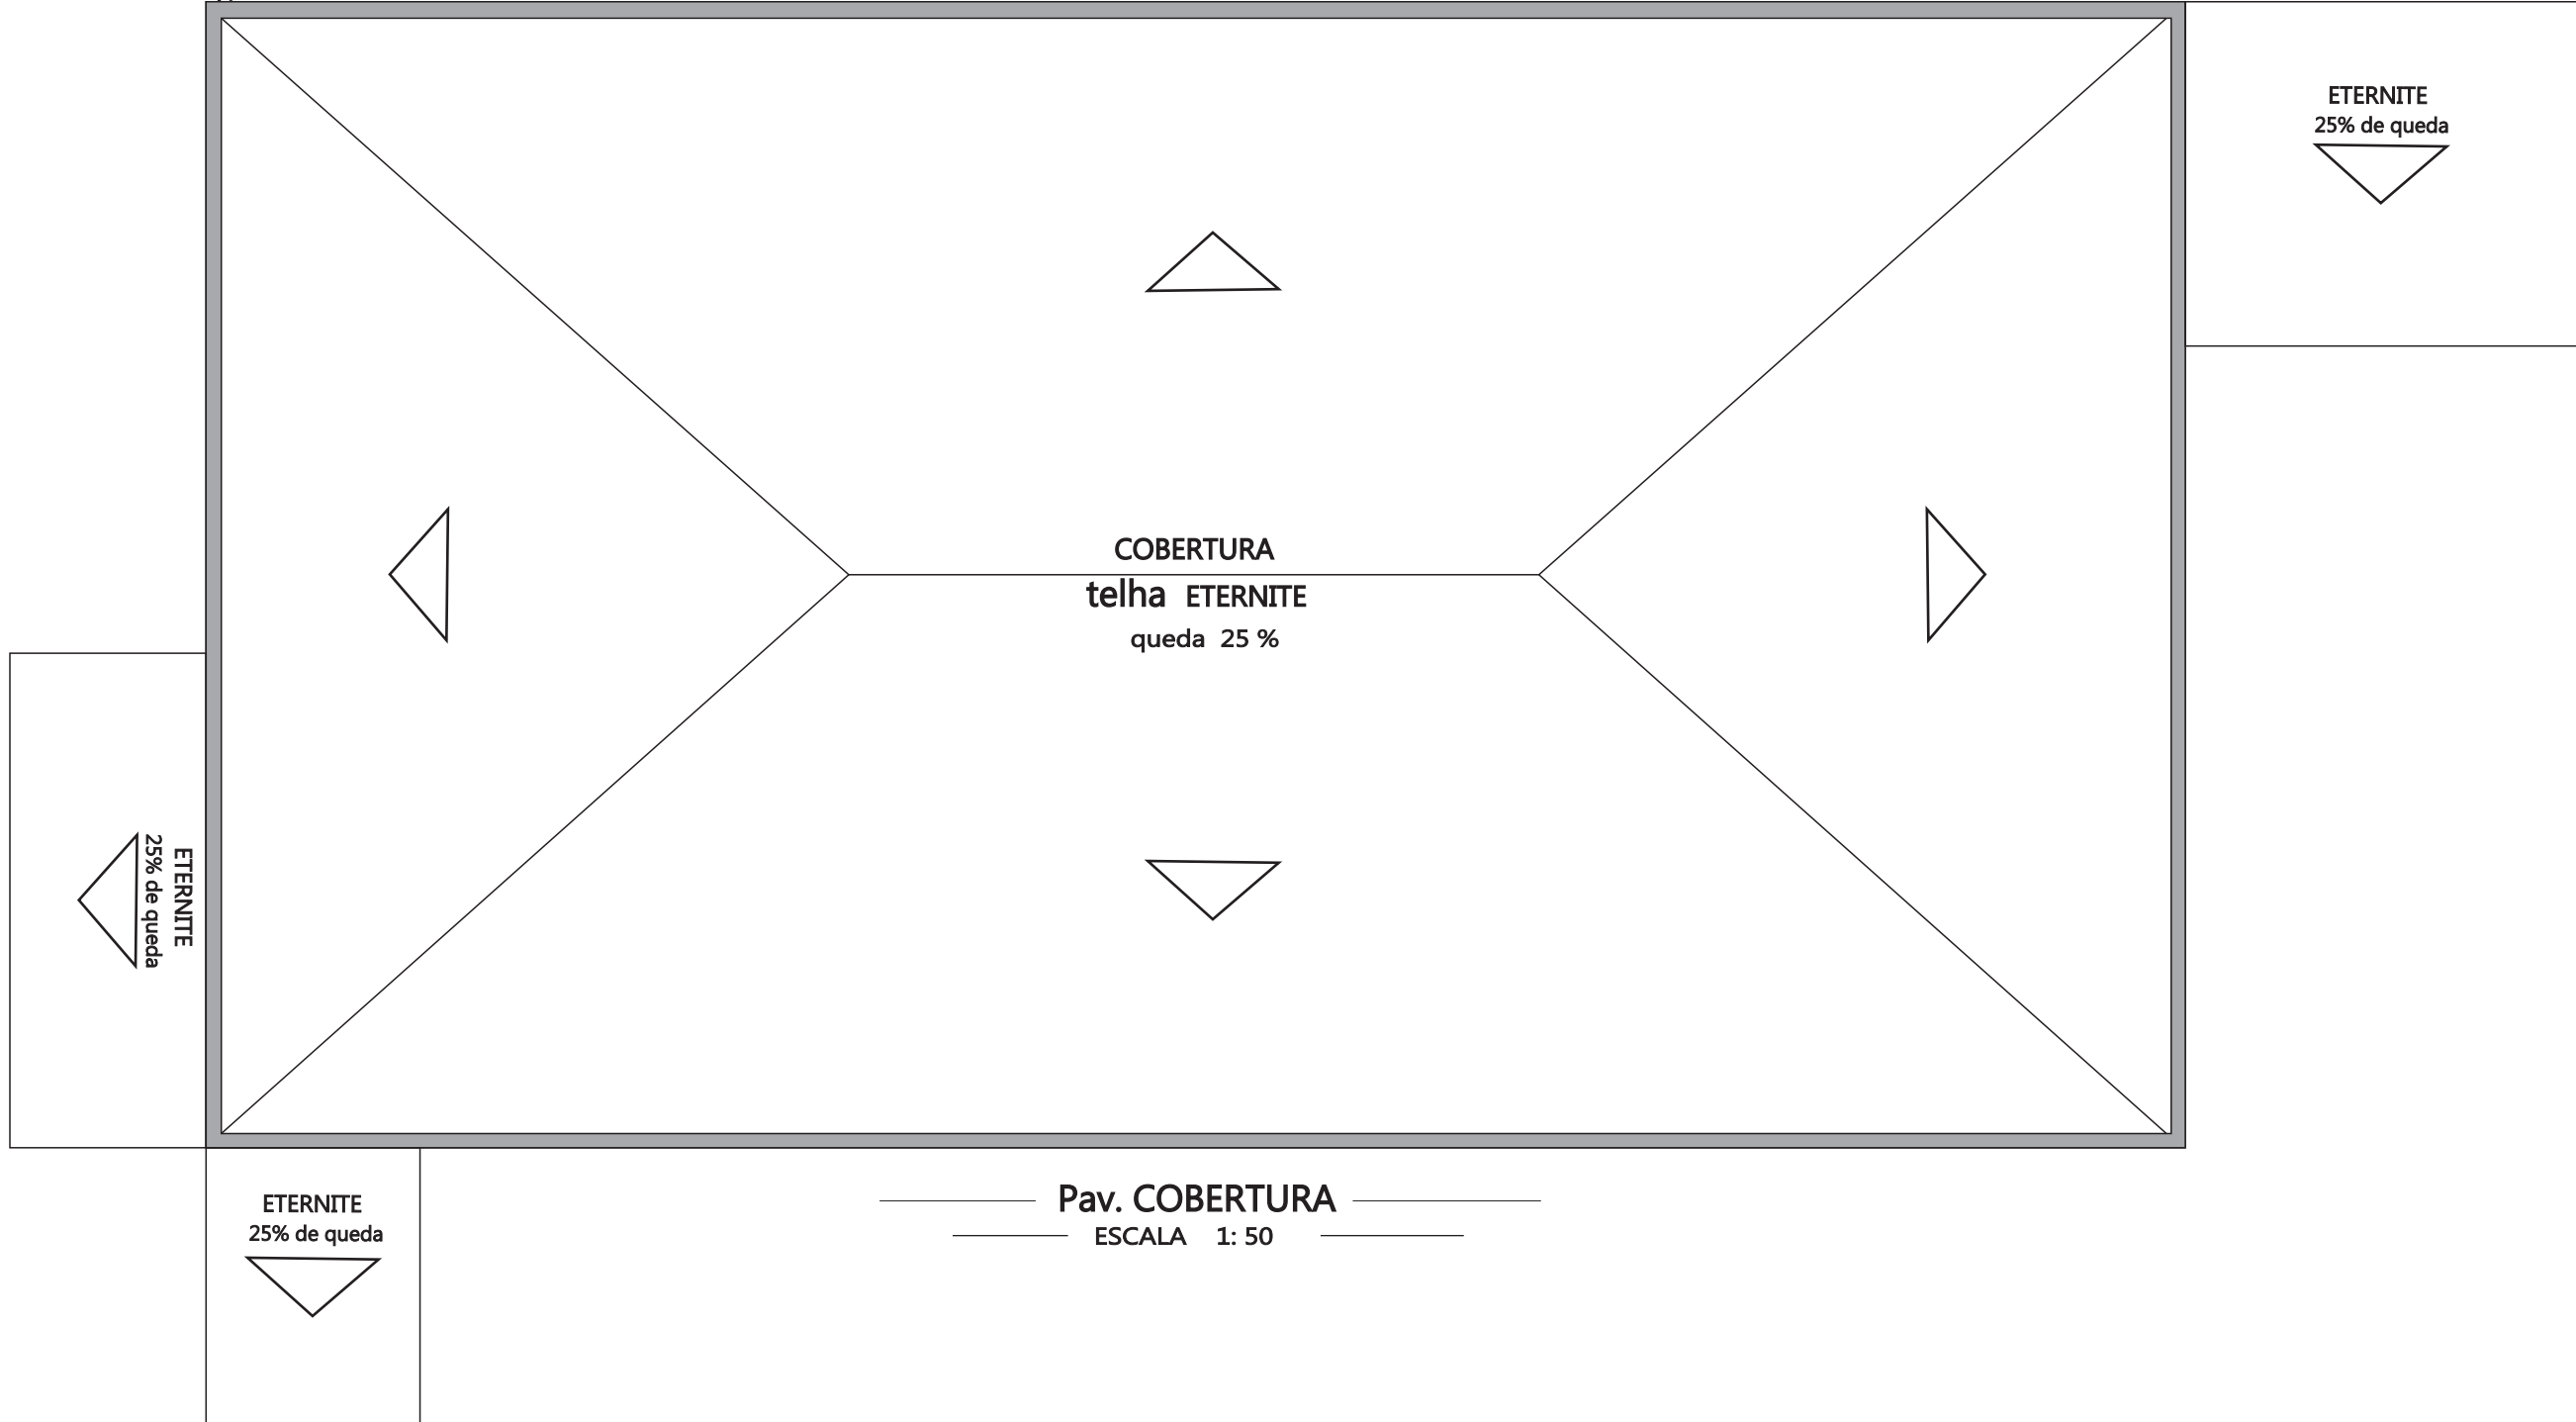 ETERNITE
25% de queda
COBERTURA
telha ETERNITE
queda 25 %
ETERNITE
25% de queda
ETERNITE
25% de queda
Pav. COBERTURA
ESCALA 1: 50